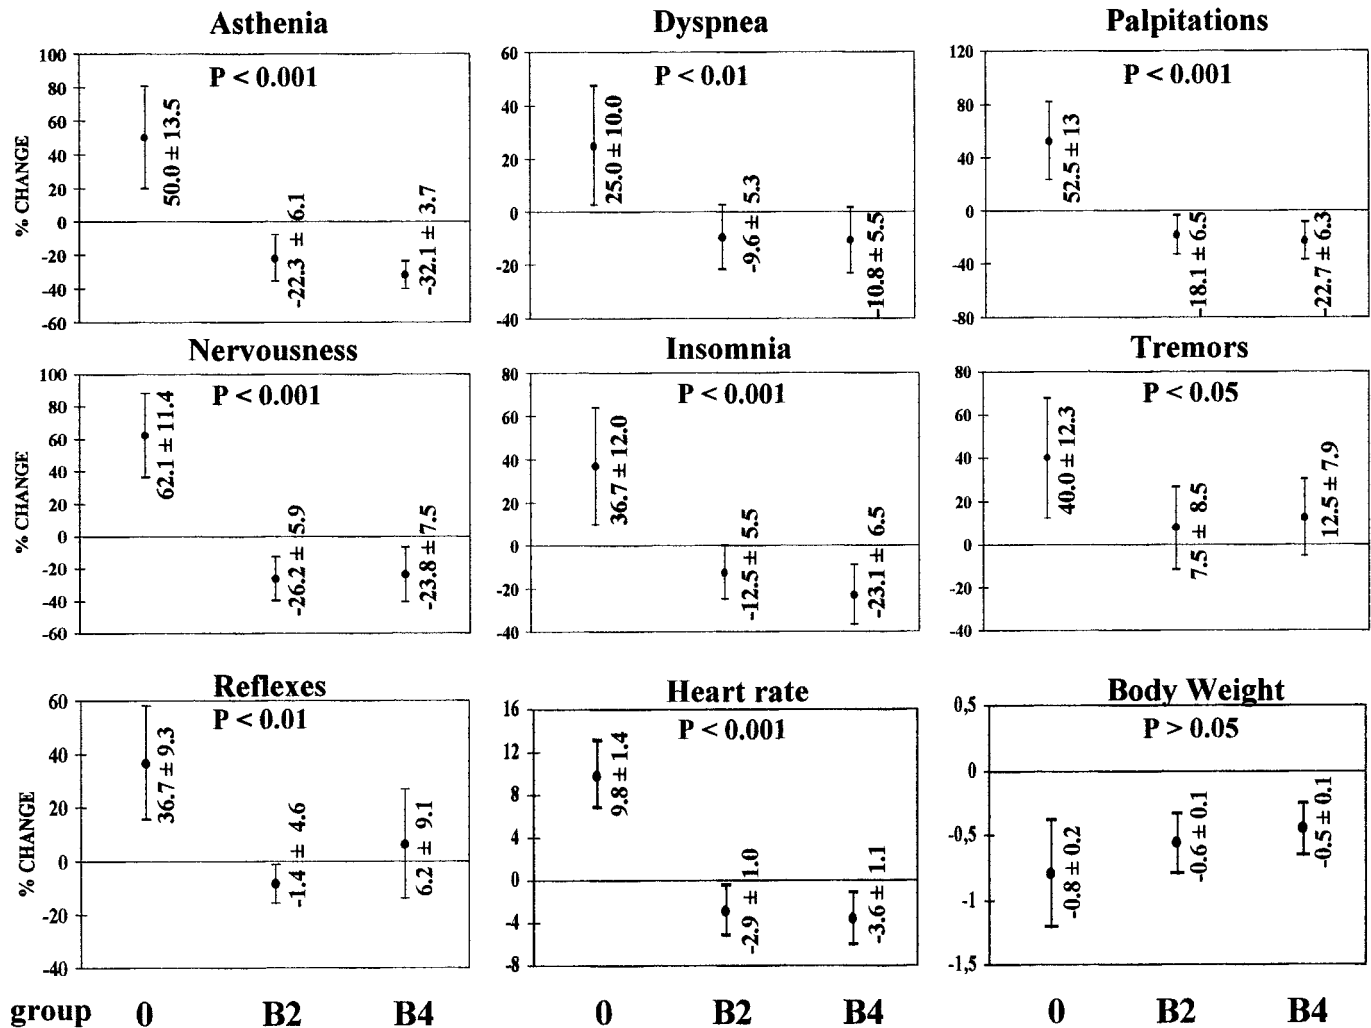 Asthenia
% CHANGE
100
80
60
40
20
0
-20
-40
-60
P < 0.001
50.0 ± 13.5
-22.3 ± 6.1
-32.1 ± 3.7
Dyspnea
60
40
20
0
-20
-40
P < 0.01
25.0 ± 10.0
-9.6 ± 5.3
-10.8 ± 5.5
Palpitations
120
80
40
0
-40
-80
P < 0.001
52.5 ± 13
-18.1 ± 6.5
-22.7 ± 6.3
Nervousness
% CHANGE
100
80
60
40
20
0
-20
-40
-60
P < 0.001
62.1 ± 11.4
-26.2 ± 5.9
-23.8 ± 7.5
Insomnia
80
60
40
20
0
-20
-40
P < 0.001
36.7 ± 12.0
-12.5 ± 5.5
-23.1 ± 6.5
Tremors
80
60
40
20
0
-20
-40
P < 0.05
40.0 ± 12.3
7.5 ± 8.5
12.5 ± 7.9
Reflexes
% CHANGE
60
40
20
0
-20
-40
P < 0.01
36.7 ± 9.3
-1.4 ± 4.6
6.2 ± 9.1
Heart rate
16
12
8
4
0
-4
-8
P < 0.001
9.8 ± 1.4
-2.9 ± 1.0
-3.6 ± 1.1
Body Weight
0,5
0
-0,5
-1
-1,5
P > 0.05
-0.8 ± 0.2
-0.6 ± 0.1
-0.5 ± 0.1
group 0 B2 B4 0 B2 B4 0 B2 B4